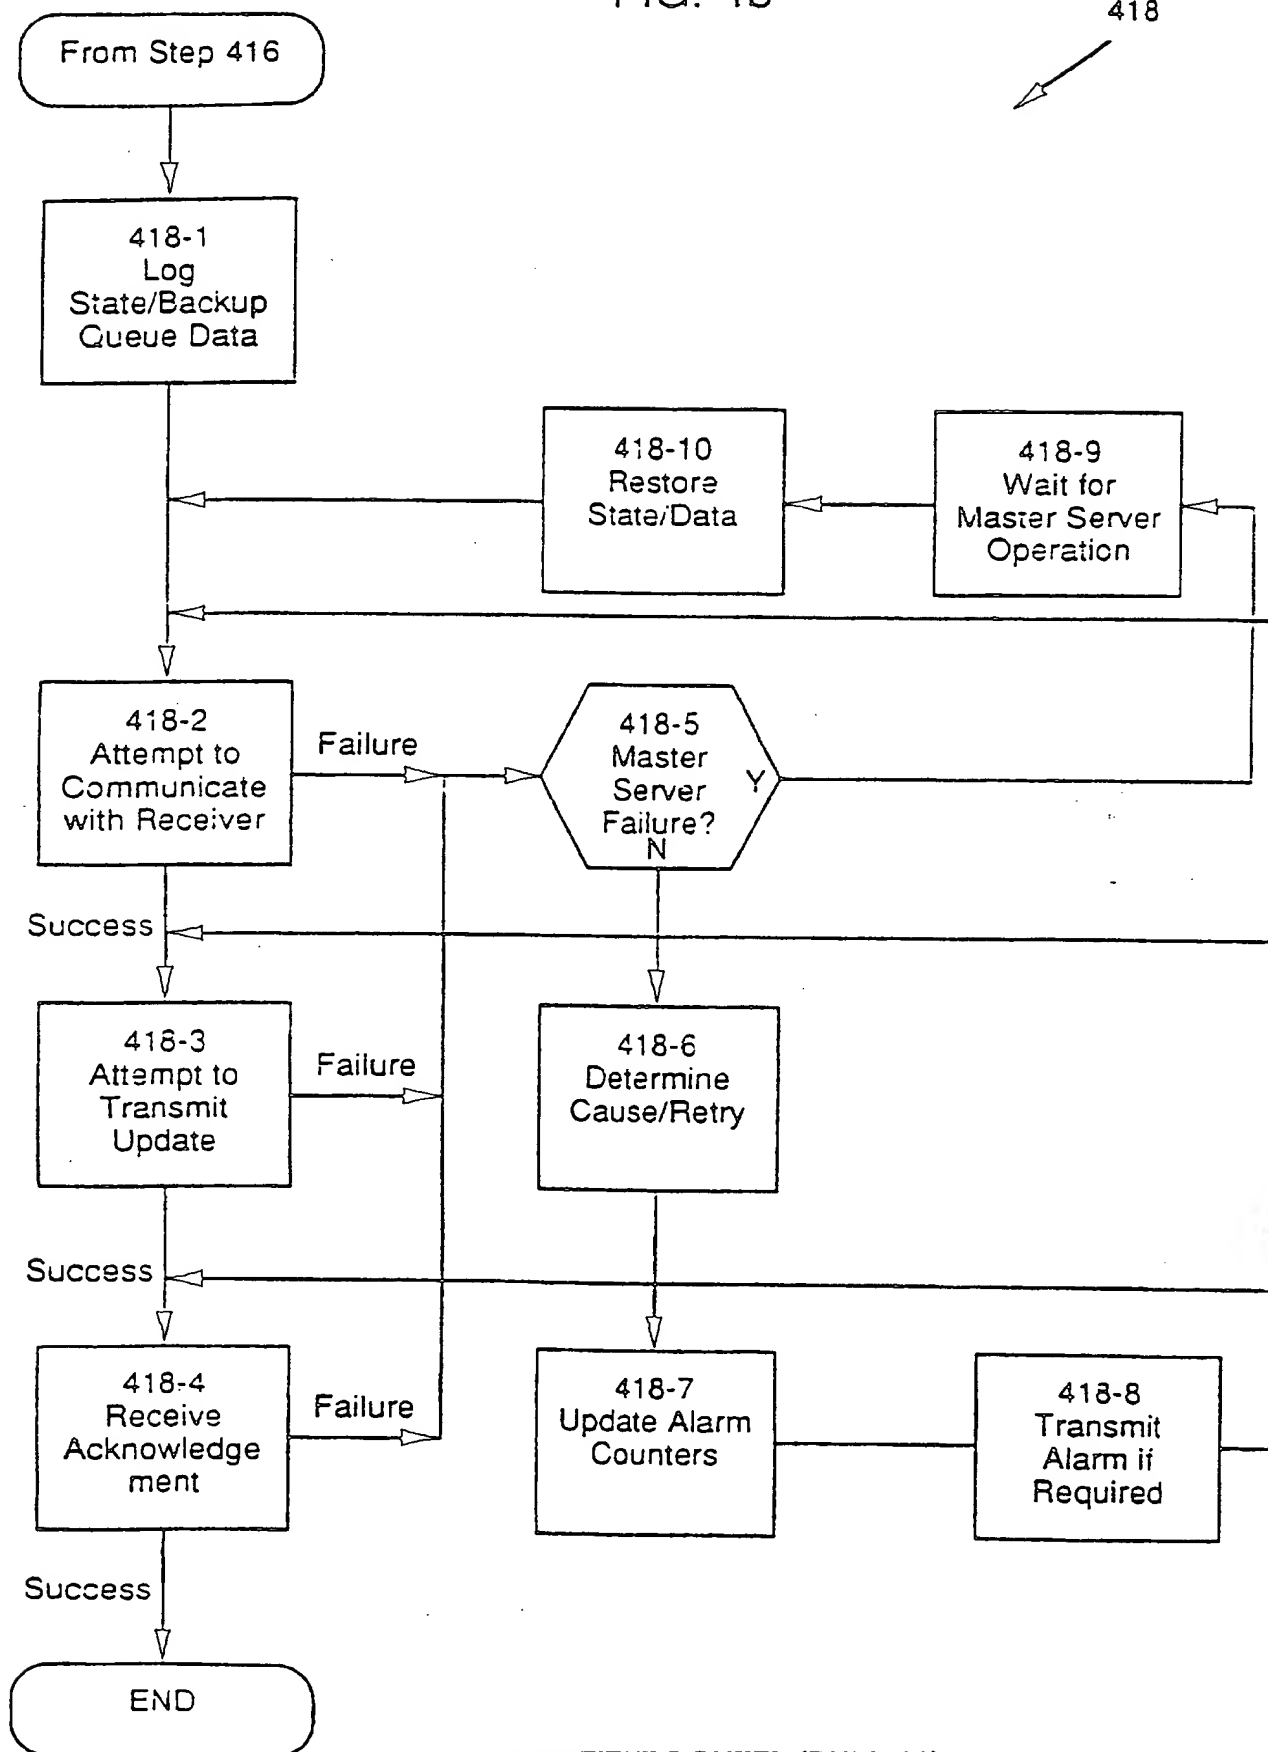 418
From Step 416
418-1
Log
State/Backup
Queue Data
418-10
Restore
State/Data
418-9
Wait for
Master Server
Operation
418-2
Attempt to
Communicate
with Receiver
Failure
418-5
Master
Server
Failure?
Y
N
Success
418-3
Attempt to
Transmit
Update
Failure
418-6
Determine
Cause/Retry
Success
418-4
Receive
Acknowledge
ment
Failure
418-7
Update Alarm
Counters
418-8
Transmit
Alarm if
Required
Success
END